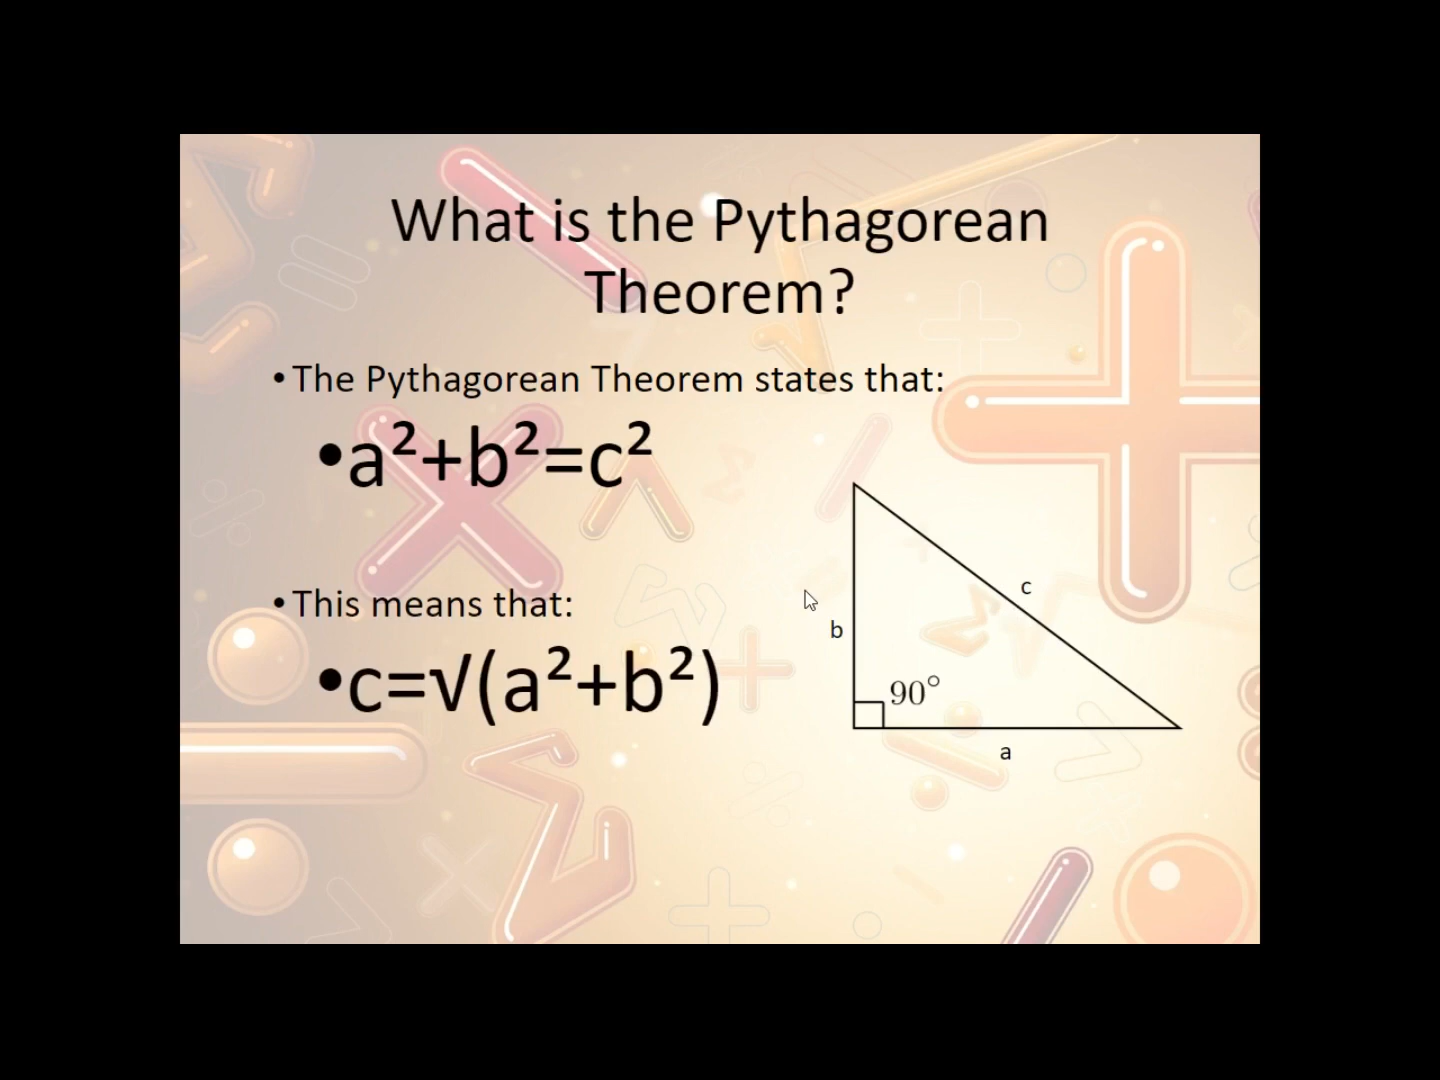 What is the Pythagorean
Theorem?
• The Pythagorean Theorem states that:
•a²+b²=c²
• This means that:
•c=√(a²+b²)
c
b
90°
a